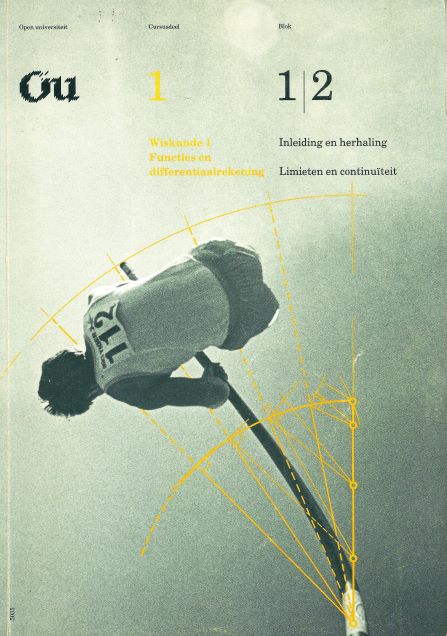 Open universiteit
Cursusdeel
Blok
Ou
1
1|2
Wiskunde 1
Functies en
differentiaalrekening
Inleiding en herhaling
Limieten en continuïteit
112